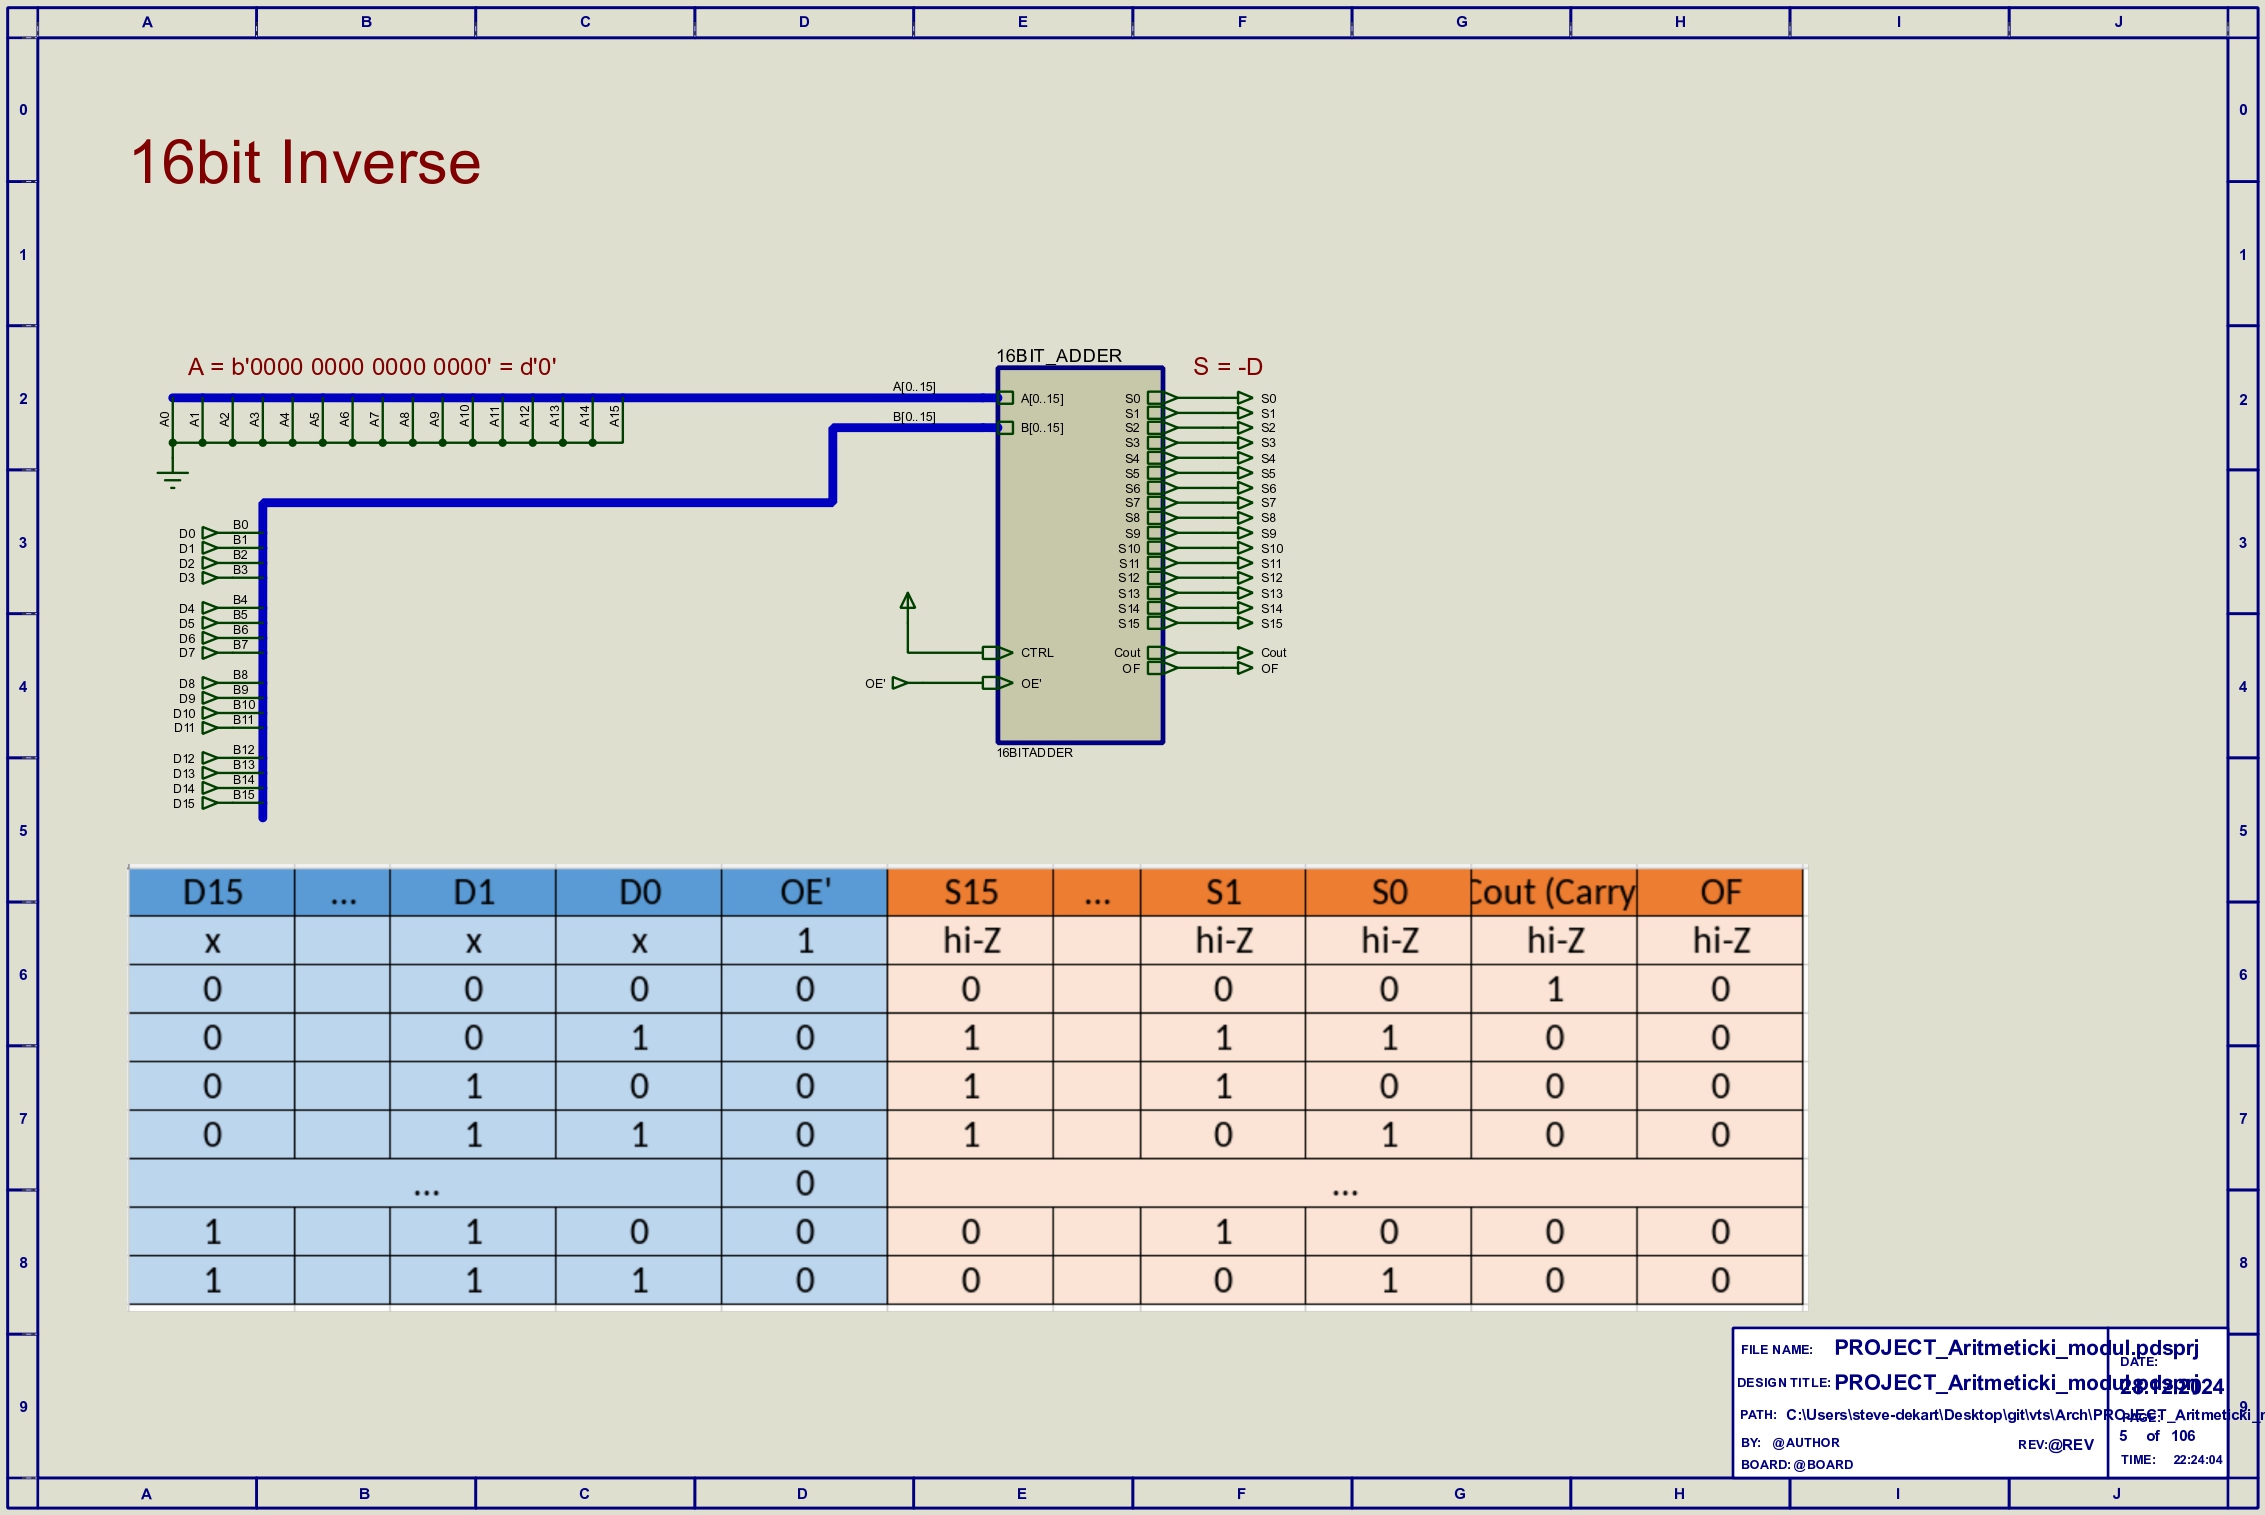 A B C D E F G H I J
0 0
16bit Inverse
1 1
A = b'0000 0000 0000 0000' = d'0'
16BIT_ADDER
S = -D
2 2
A0 A1 A2 A3 A4 A5 A6 A7 A8 A9 A10 A11 A12 A13 A14 A15
A[0..15] A[0..15] S0 S0
S1 S1
B[0..15] B[0..15] S2 S2
S3 S3
S4 S4
S5 S5
S6 S6
S7 S7
S8 S8
S9 S9
S10 S10
S11 S11
S12 S12
S13 S13
S14 S14
S15 S15
3 3
D0 B0
D1 B1
D2 B2
D3 B3
D4 B4
D5 B5
D6 B6
D7 B7
D8 B8
D9 B9
D10 B10
D11 B11
D12 B12
D13 B13
D14 B14
D15 B15
CTRL Cout Cout
OF OF
OE' OE'
4 4
16BITADDER
5 5
D15 ... D1 D0 OE' S15 ... S1 S0 Cout (Carry OF
x x x 1 hi-Z hi-Z hi-Z hi-Z hi-Z
6 6
0 0 0 0 0 0 0 1 0
0 0 1 0 1 1 1 0 0
0 1 0 0 1 1 0 0 0
7 7
0 1 1 0 1 0 1 0 0
... 0 ...
1 1 0 0 0 1 0 0 0
8 8
1 1 1 0 0 0 1 0 0
FILE NAME: PROJECT_Aritmeticki_modul.pdsprj
DATE:
DESIGN TITLE: PROJECT_Aritmeticki_modul.pdsprj
28.12.2024
9 9
PATH: C:\Users\steve-dekart\Desktop\git\vts\Arch\PROJECT_Aritmeticki_
PAGE:
BY: @AUTHOR REV:@REV 5 of 106
BOARD: @BOARD TIME: 22:24:04
A B C D E F G H I J